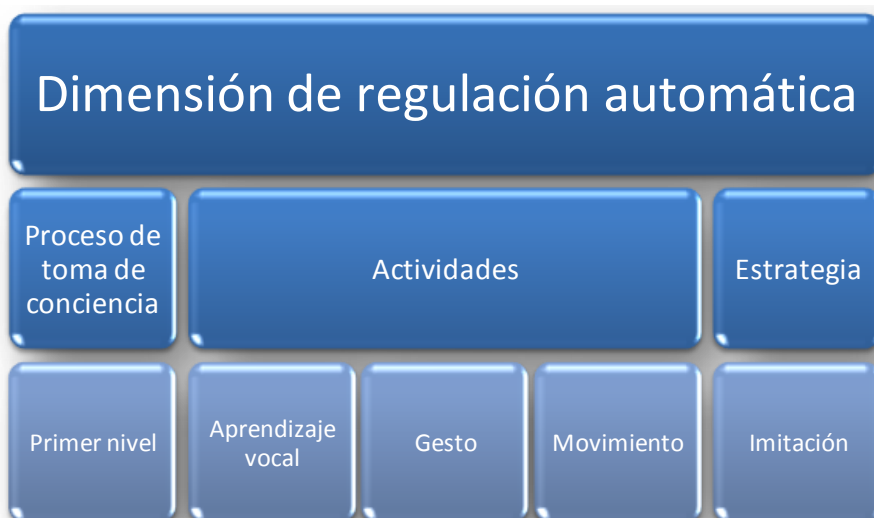 Dimensión de regulación automática
Proceso de
toma de
conciencia
Actividades
Estrategia
Primer nivel
Aprendizaje
vocal
Gesto
Movimiento
Imitación